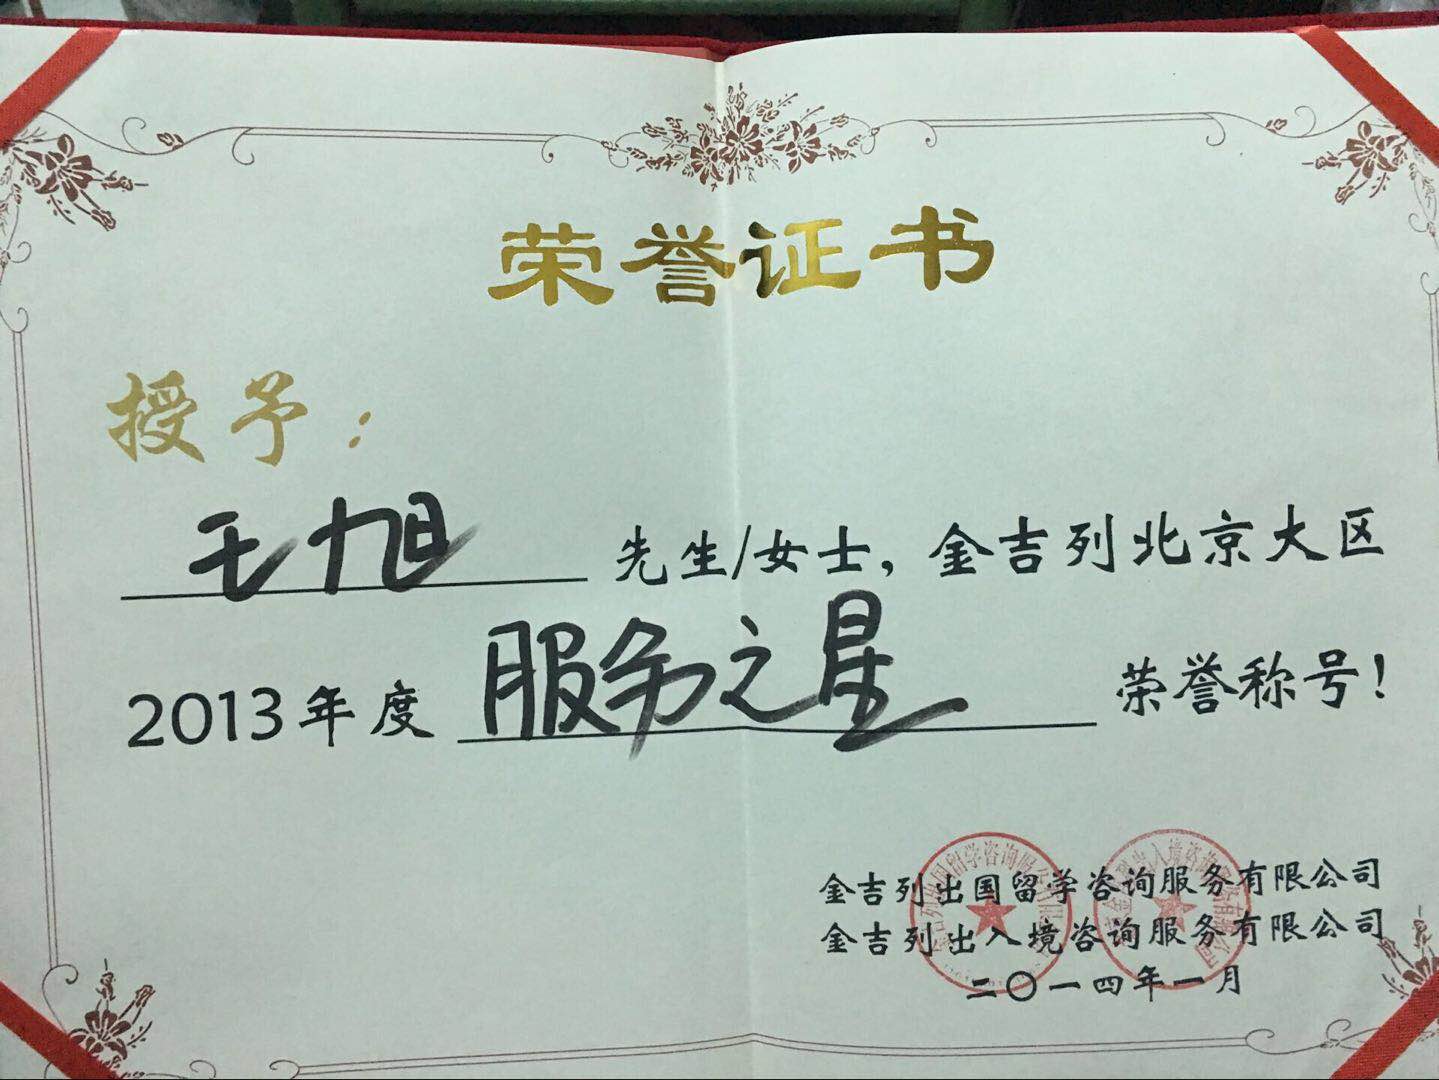 荣誉证书
授予：
王旭 先生/女士，金吉列北京大区
2013年度 服务之星 荣誉称号！
金吉列出国留学咨询服务有限公司
金吉列出入境咨询服务有限公司
二〇一四年一月